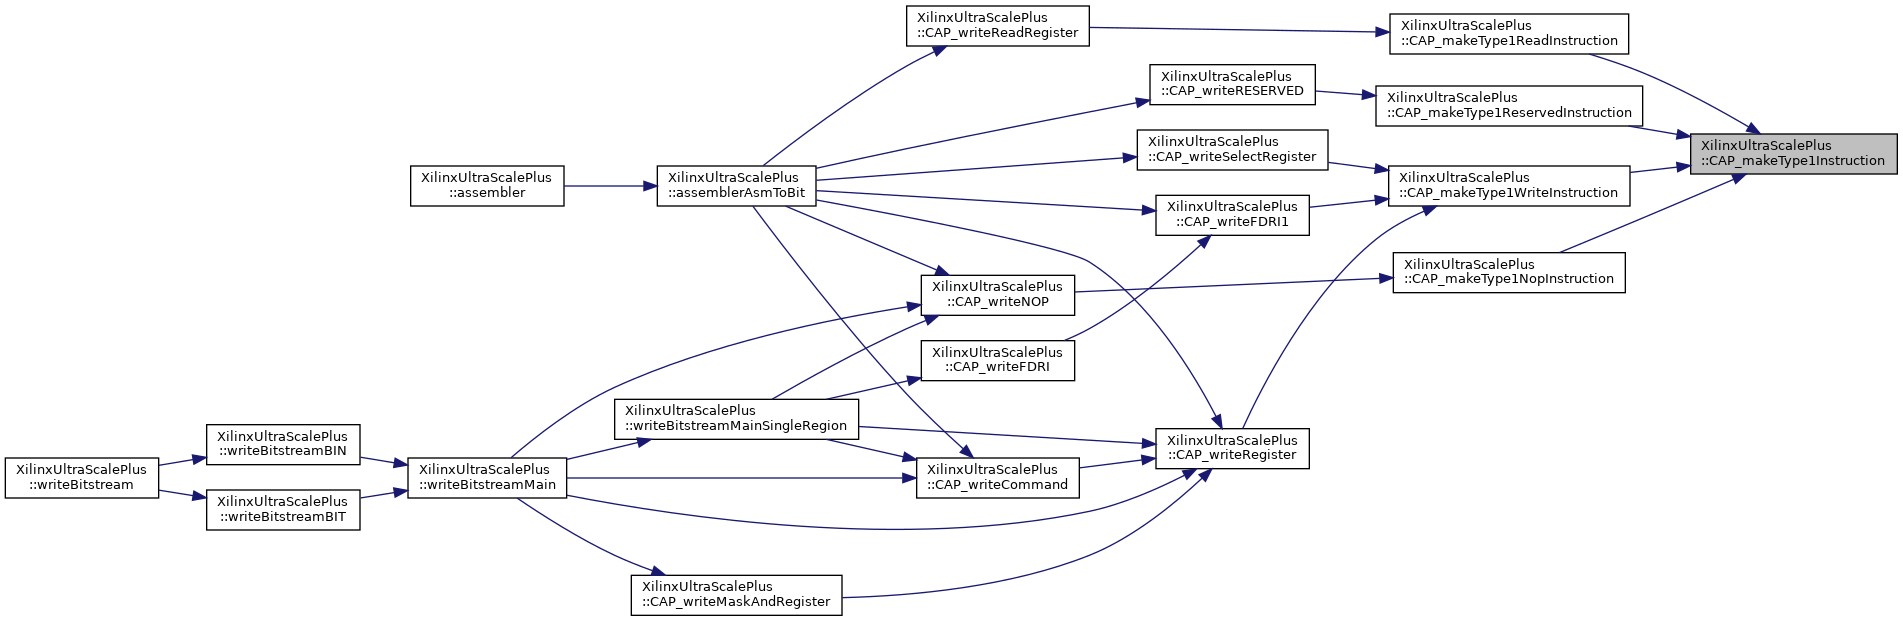 XilinxUltraScalePlus
::CAP_writeReadRegister
XilinxUltraScalePlus
::CAP_makeType1ReadInstruction
XilinxUltraScalePlus
::CAP_writeRESERVED
XilinxUltraScalePlus
::CAP_makeType1ReservedInstruction
XilinxUltraScalePlus
::CAP_writeSelectRegister
XilinxUltraScalePlus
::CAP_makeType1Instruction
XilinxUltraScalePlus
::assembler
XilinxUltraScalePlus
::assemblerAsmToBit
XilinxUltraScalePlus
::CAP_makeType1WriteInstruction
XilinxUltraScalePlus
::CAP_writeFDRI1
XilinxUltraScalePlus
::CAP_makeType1NopInstruction
XilinxUltraScalePlus
::CAP_writeNOP
XilinxUltraScalePlus
::CAP_writeFDRI
XilinxUltraScalePlus
::writeBitstreamMainSingleRegion
XilinxUltraScalePlus
::writeBitstreamBIN
XilinxUltraScalePlus
::CAP_writeRegister
XilinxUltraScalePlus
::writeBitstream
XilinxUltraScalePlus
::writeBitstreamMain
XilinxUltraScalePlus
::CAP_writeCommand
XilinxUltraScalePlus
::writeBitstreamBIT
XilinxUltraScalePlus
::CAP_writeMaskAndRegister